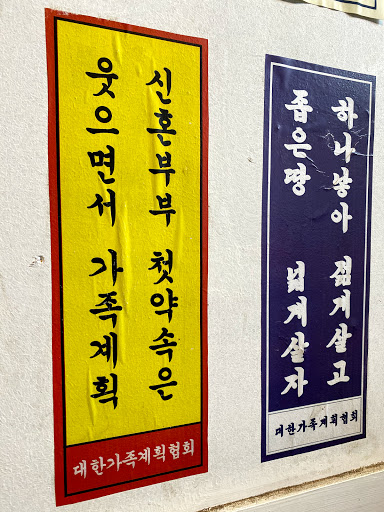 신혼부부 첫약속은
웃으면서 가족계획
대한가족계획협회
하나낳아 젊게살고
좁은땅 넓게살자
대한가족계획협회